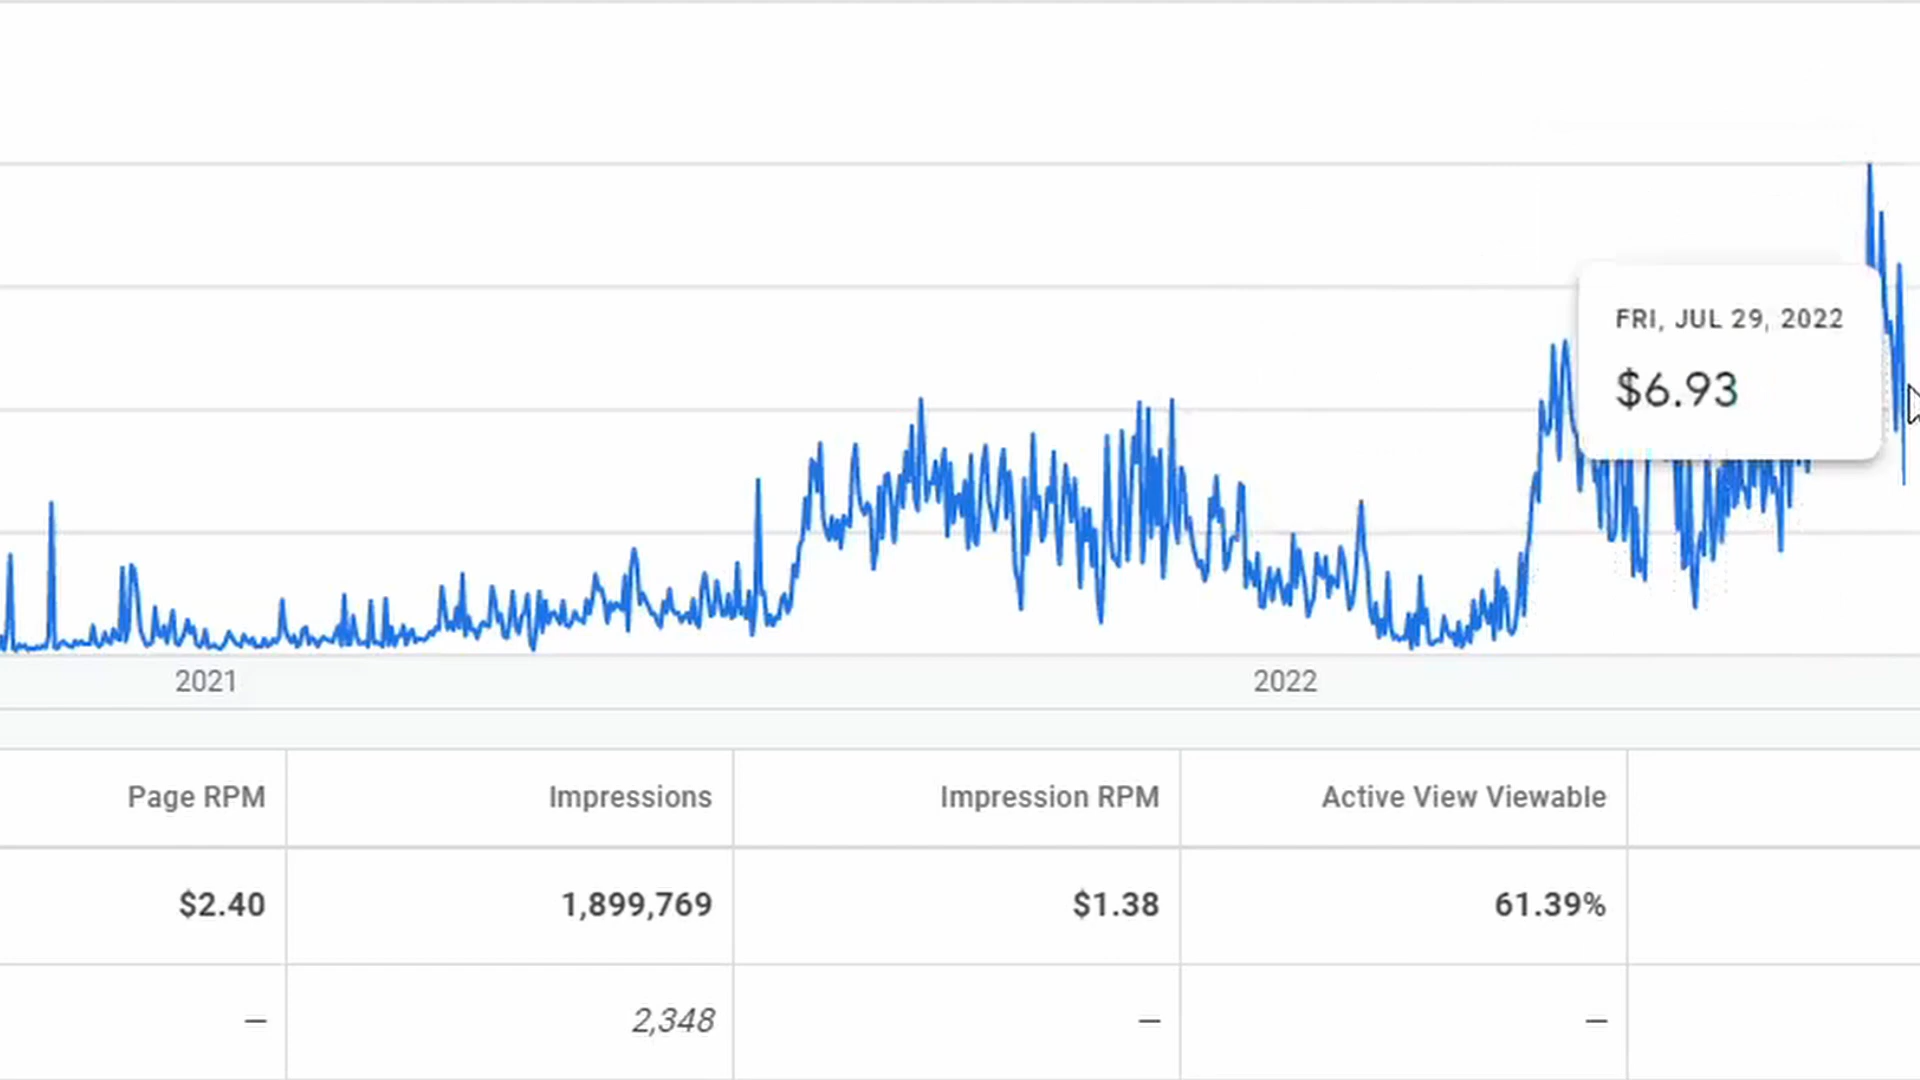 FRI, JUL 29, 2022
$6.93
2021 2022
Page RPM Impressions Impression RPM Active View Viewable
$2.40 1,899,769 $1.38 61.39%
— 2,348 — —